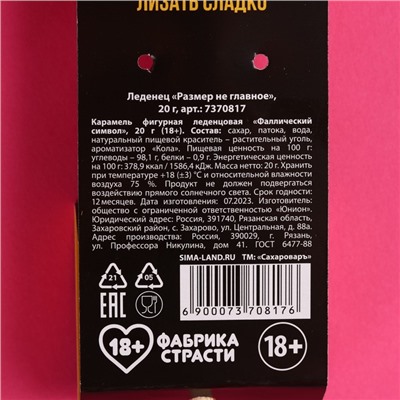 ЛИЗАТЬ СЛАДКО
Леденец «Размер не главное»,
20 г, арт.: 7370817
Карамель фигурная леденцовая «Фаллический
символ», 20 г (18+). Состав: сахар, патока, вода,
натуральный пищевой краситель – растительный уголь,
ароматизатор «Кола». Пищевая ценность на 100 г:
углеводы – 98,1 г, белки – 0,9 г. Энергетическая ценность
на 100 г: 378,9 ккал / 1586,4 кДж. Масса нетто: 20 г. Хранить
при температуре +18 (±3) °С и относительной влажности
воздуха 75 %. Продукт не должен подвергаться
воздействию прямого солнечного света. Срок годности:
12 месяцев. Дата изготовления: 07.2023. Изготовитель:
общество с ограниченной ответственностью «Юнион».
Юридический адрес: Россия, 391740, Рязанская область,
Захаровский район, с. Захарово, ул. Центральная, д. 88а.
Адрес производства: Россия, 390029, г. Рязань,
ул. Профессора Никулина, дом 41. ГОСТ 6477-88
SIMA-LAND.RU ТМ: «Сахароваръ»
21 05
EAC
6 900073 708176
18+ ФАБРИКА СТРАСТИ 18+